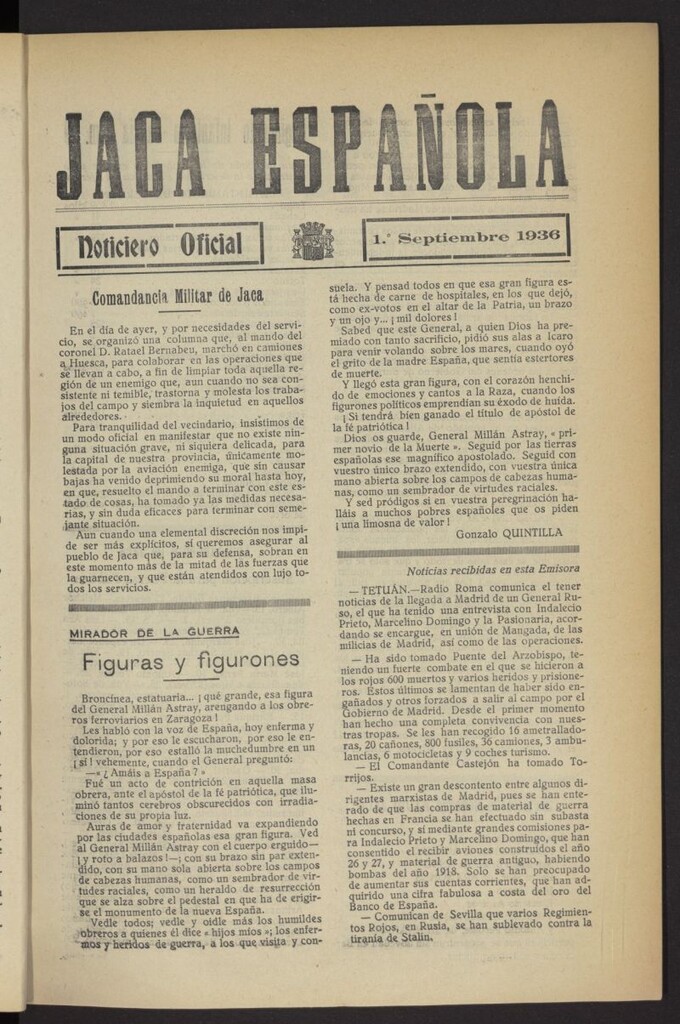 JACA ESPAÑOLA
Noticiero Oficial
1.º Septiembre 1936
Comandancia Militar de Jaca
En el día de ayer, y por necesidades del servi-
cio, se organizó una columna que, al mando del
coronel D. Ratael Bernabeu, marchó en camiones
a Huesca, para colaborar en las operaciones que
se llevan a cabo, a fin de limpiar toda aquella re-
gión de un enemigo que, aun cuando no sea con-
sistente ni temible, trastorna y molesta los traba-
jos del campo y siembra la inquietud en aquellos
alrededores.
Para tranquilidad del vecindario, insistimos de
un modo oficial en manifestar que no existe nin-
guna situación grave, ni siquiera delicada, para
la capital de nuestra provincia, únicamente mo-
lestada por la aviación enemiga, que sin causar
bajas ha venido deprimiendo su moral hasta hoy,
en que, resuelto el mando a terminar con este es-
tado de cosas, ha tomado ya las medidas necesa-
rias, y sin duda eficaces para terminar con seme-
jante situación.
Aun cuando una elemental discreción nos impi-
de ser más explícitos, sí queremos asegurar al
pueblo de Jaca que, para su defensa, sobran en
este momento más de la mitad de las fuerzas que
la guarnecen, y que están atendidos con lujo to-
dos los servicios.
MIRADOR DE LA GUERRA
Figuras y figurones
Broncínea, estatuaria... ¡qué grande, esa figura
del General Millán Astray, arengando a los obre-
ros ferroviarios en Zaragoza!
Les habló con la voz de España, hoy enferma y
dolorida; y por eso le escucharon, por eso le en-
tendieron, por eso estalló la muchedumbre en un
¡sí! vehemente, cuando el General preguntó:
—« ¿Amáis a España?»
Fué un acto de contrición en aquella masa
obrera, ante el apóstol de la fé patriótica, que ilu-
minó tantos cerebros obscurecidos con irradia-
ciones de su propia luz.
Auras de amor y fraternidad va expandiendo
por las ciudades españolas esa gran figura. Ved
al General Millán Astray con el cuerpo erguido—
¡y roto a balazos!—; con su brazo sin par exten-
dido, con su mano sola abierta sobre los campos
de cabezas humanas, como un sembrador de vir-
tudes raciales, como un heraldo de resurrección
que se alza sobre el pedestal en que ha de erigir-
se el monumento de la nueva España.
Vedle todos; vedle y oidle más los humildes
obreros a quienes él dice « hijos míos »; los enfer-
mos y heridos de guerra, a los que visita y con-
suela. Y pensad todos en que esa gran figura es-
tá hecha de carne de hospitales, en los que dejó,
como ex-votos en el altar de la Patria, un brazo
y un ojo y... ¡mil dolores!
Sabed que este General, a quien Dios ha pre-
miado con tanto sacrificio, pidió sus alas a Icaro
para venir volando sobre los mares, cuando oyó
el grito de la madre España, que sentía estertores
de muerte.
Y llegó esta gran figura, con el corazón henchi-
do de emociones y cantos a la Raza, cuando los
figurones políticos emprendían su éxodo de huída.
¡Si tendrá bien ganado el título de apóstol de
la fé patriótica!
Dios os guarde, General Millán Astray, « pri-
mer novio de la Muerte ». Seguid por las tierras
españolas ese magnífico apostolado. Seguid con
vuestro único brazo extendido, con vuestra única
mano abierta sobre los campos de cabezas huma-
nas, como un sembrador de virtudes raciales.
Y sed pródigos si en vuestra peregrinación ha-
lláis a muchos pobres españoles que os piden
¡una limosna de valor!
Gonzalo QUINTILLA
Noticias recibidas en esta Emisora
— TETUÁN.—Radio Roma comunica el tener
noticias de la llegada a Madrid de un General Ru-
so, el que ha tenido una entrevista con Indalecio
Prieto, Marcelino Domingo y la Pasionaria, acor-
dando se encargue, en unión de Mangada, de las
milicias de Madrid, así como de las operaciones.
— Ha sido tomado Puente del Arzobispo, te-
niendo un fuerte combate en el que se hicieron a
los rojos 600 muertos y varios heridos y prisione-
ros. Estos últimos se lamentan de haber sido en-
gañados y otros forzados a salir al campo por el
Gobierno de Madrid. Desde el primer momento
han hecho una completa convivencia con nues-
tras tropas. Se les han recogido 16 ametrallado-
ras, 20 cañones, 800 fusiles, 36 camiones, 3 ambu-
lancias, 6 motocicletas y 9 coches turismo.
— El Comandante Castejón ha tomado To-
rrijos.
— Existe un gran descontento entre algunos di-
rigentes marxistas de Madrid, pues se han ente-
rado de que las compras de material de guerra
hechas en Francia se han efectuado sin subasta
ni concurso, y sí mediante grandes comisiones pa-
ra Indalecio Prieto y Marcelino Domingo, que han
consentido el recibir aviones construídos el año
26 y 27, y material de guerra antiguo, habiendo
bombas del año 1918. Solo se han preocupado
de aumentar sus cuentas corrientes, que han ad-
quirido una cifra fabulosa a costa del oro del
Banco de España.
— Comunican de Sevilla que varios Regimien-
tos Rojos, en Rusia, se han sublevado contra la
tiranía de Stalin.